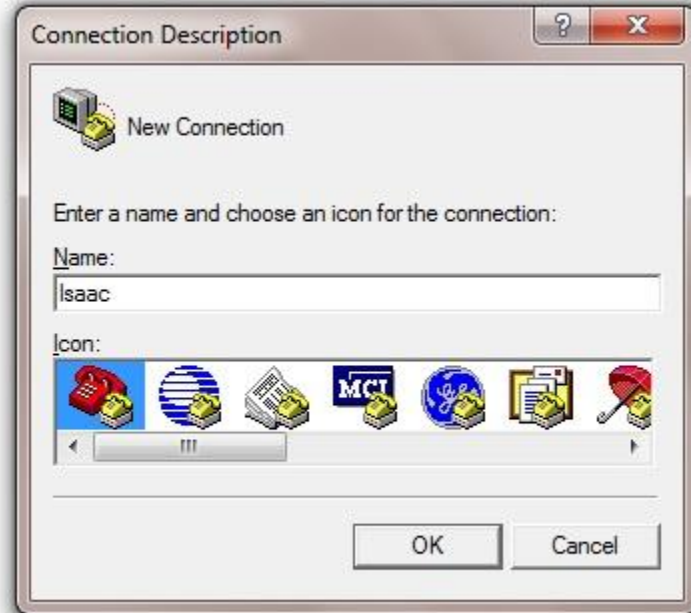 Connection Description
New Connection
Enter a name and choose an icon for the connection:
Name:
Isaac
Icon:
MCI
OK
Cancel